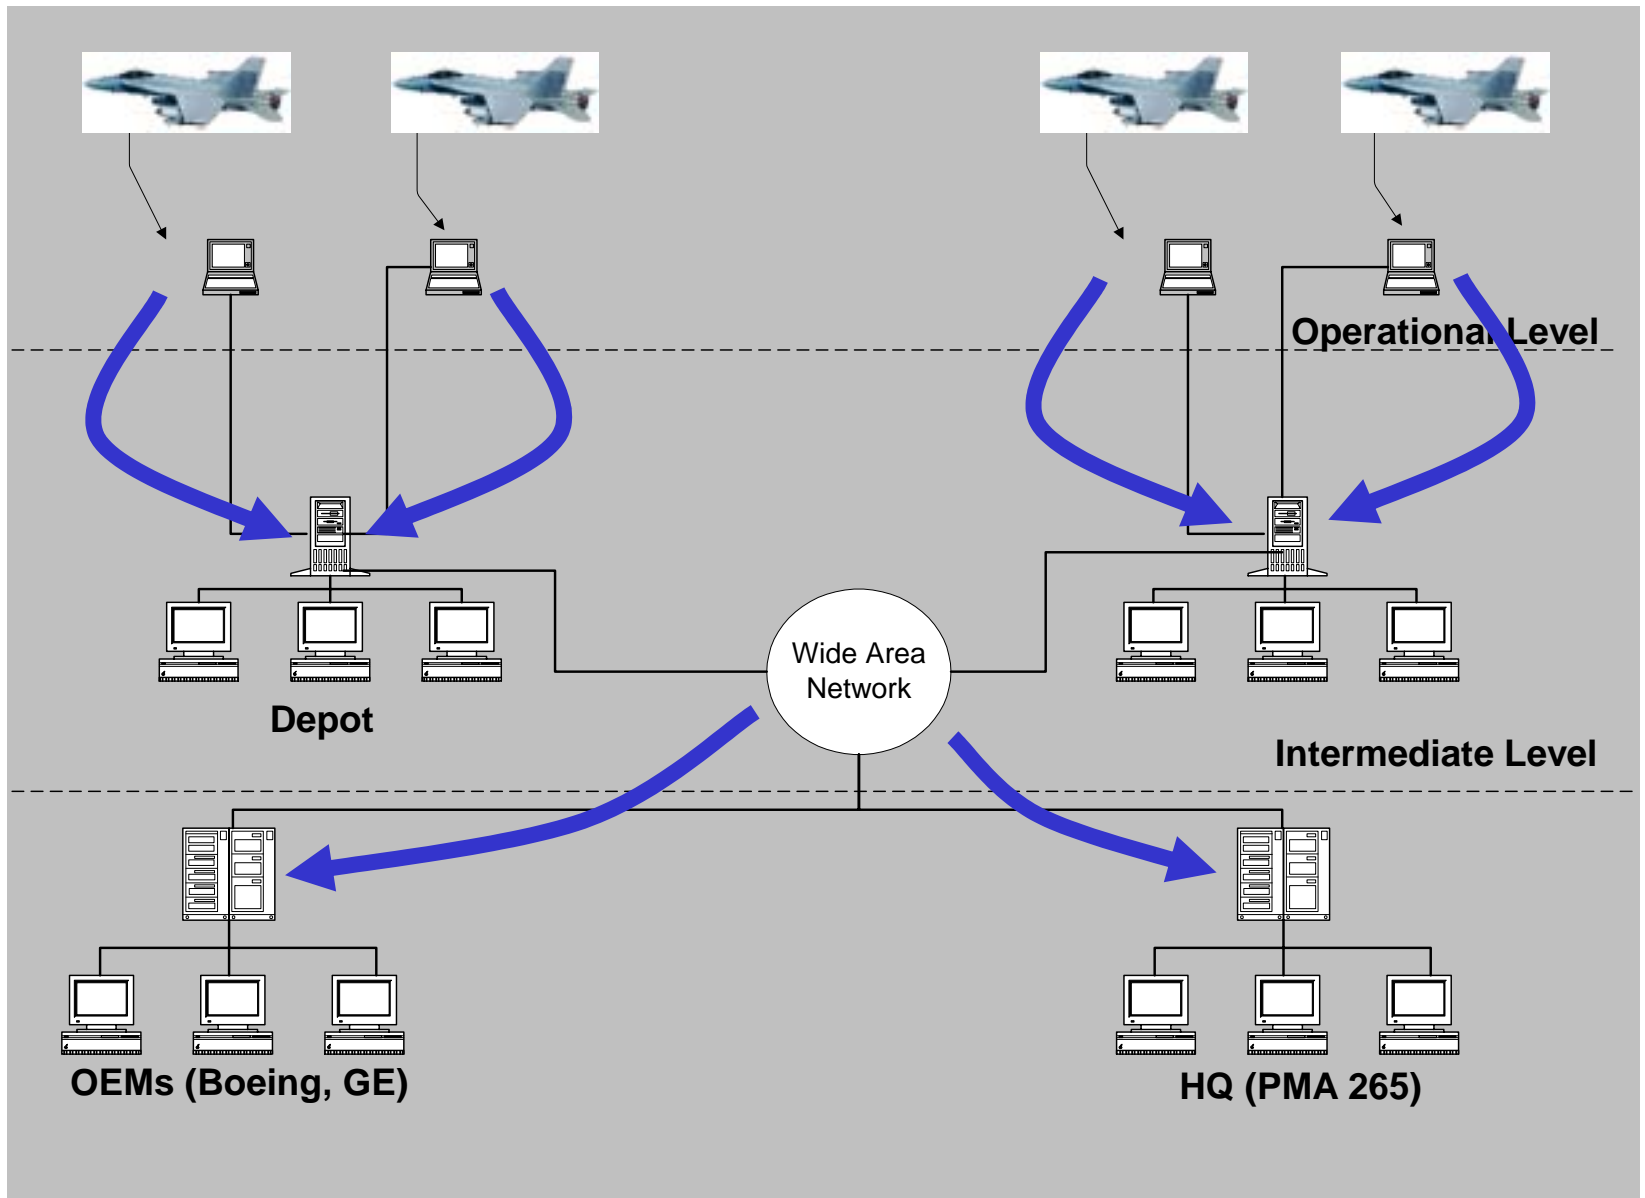 Operational Level
Wide Area
Network
Depot
Intermediate Level
OEMs (Boeing, GE)
HQ (PMA 265)